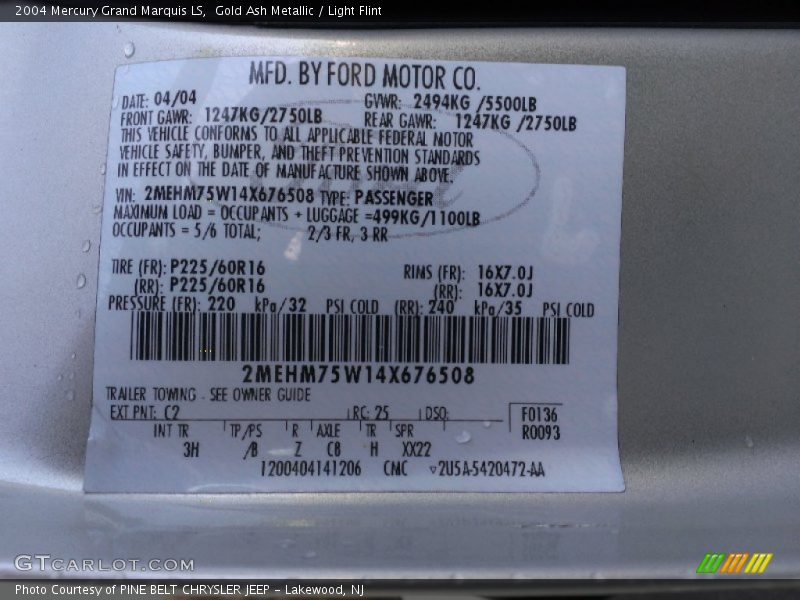 2004 Mercury Grand Marquis LS,  Gold Ash Metallic / Light Flint
MFD. BY FORD MOTOR CO.
DATE: 04/04 GVWR: 2494KG /5500LB
FRONT GAWR: 1247KG/2750LB REAR GAWR: 1247KG /2750LB
THIS VEHICLE CONFORMS TO ALL APPLICABLE FEDERAL MOTOR
VEHICLE SAFETY, BUMPER, AND THEFT PREVENTION STANDARDS
IN EFFECT ON THE DATE OF MANUFACTURE SHOWN ABOVE.
VIN: 2MEHM75W14X676508 TYPE: PASSENGER
MAXIMUM LOAD = OCCUPANTS + LUGGAGE =499KG/1100LB
OCCUPANTS = 5/6 TOTAL; 2/3 FR, 3 RR
TIRE (FR): P225/60R16 RIMS (FR): 16X7.0J
(RR): P225/60R16 (RR): 16X7.0J
PRESSURE (FR): 220 kPa/32 PSI COLD (RR): 240 kPa/35 PSI COLD
2MEHM75W14X676508
TRAILER TOWING - SEE OWNER GUIDE
EXT PNT: C2 RC: 25 DSO: F0136
R0093
INT TR TP/PS R AXLE TR SPR
3H /B Z CB H XX22
1200404141206 CMC ▽2U5A-5420472-AA
GTCARLOT.COM
Photo Courtesy of PINE BELT CHRYSLER JEEP - Lakewood, NJ